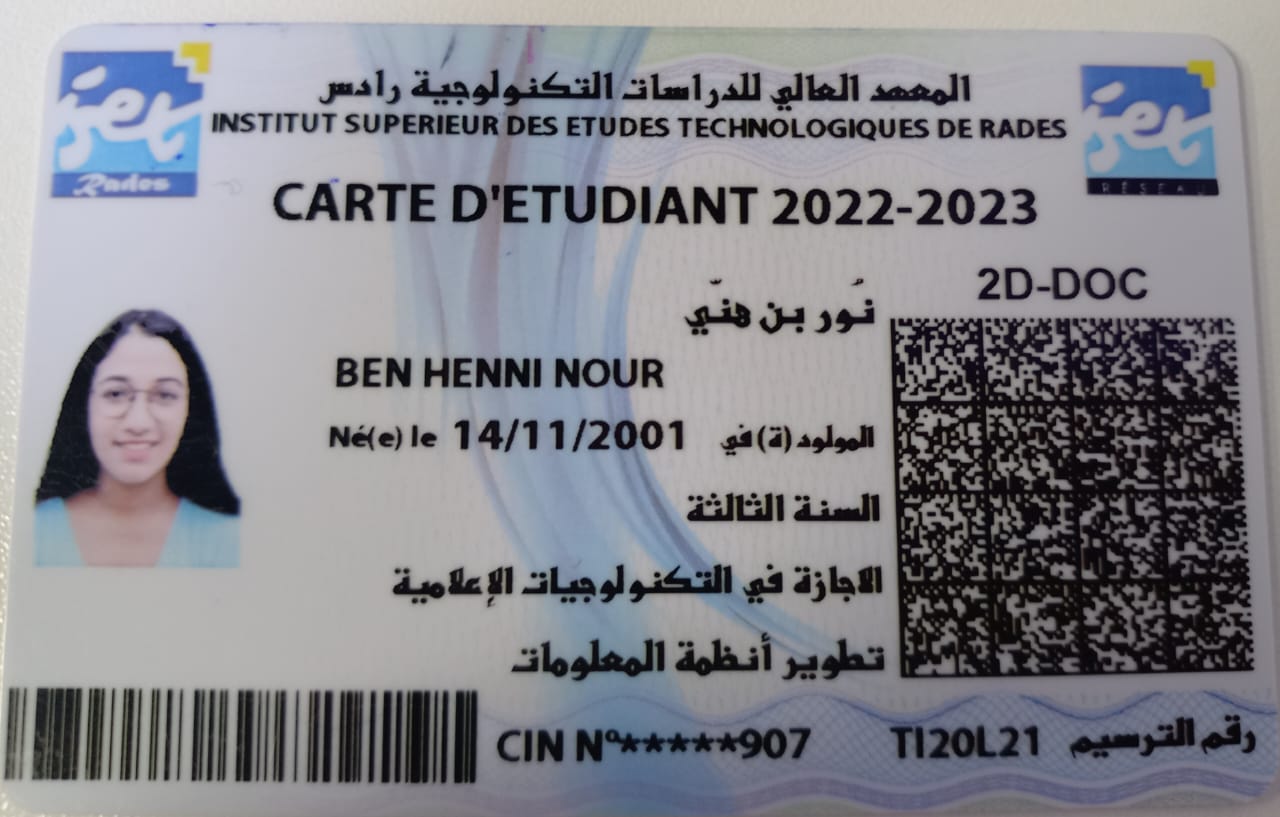 المعهد العالي للدراسات التكنولوجية رادس
INSTITUT SUPERIEUR DES ETUDES TECHNOLOGIQUES DE RADES
iset
Rades
iset
RÉSEAU
CARTE D'ETUDIANT 2022-2023
2D-DOC
نُور بن هنّي
BEN HENNI NOUR
Né(e) le 14/11/2001 المولود (ة) في
السنة الثالثة
الاجازة في التكنولوجيات الإعلامية
تطوير أنظمة المعلومات
CIN N°*****907 TI20L21 رقم الترسيم